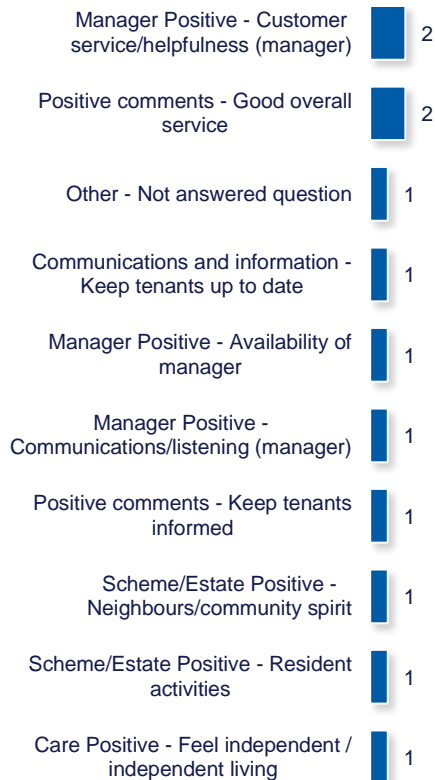 Manager Positive - Customer
service/helpfulness (manager)
2
Positive comments - Good overall
service
2
Other - Not answered question
1
Communications and information -
Keep tenants up to date
1
Manager Positive - Availability of
manager
1
Manager Positive -
Communications/listening (manager)
1
Positive comments - Keep tenants
informed
1
Scheme/Estate Positive -
Neighbours/community spirit
1
Scheme/Estate Positive - Resident
activities
1
Care Positive - Feel independent /
independent living
1